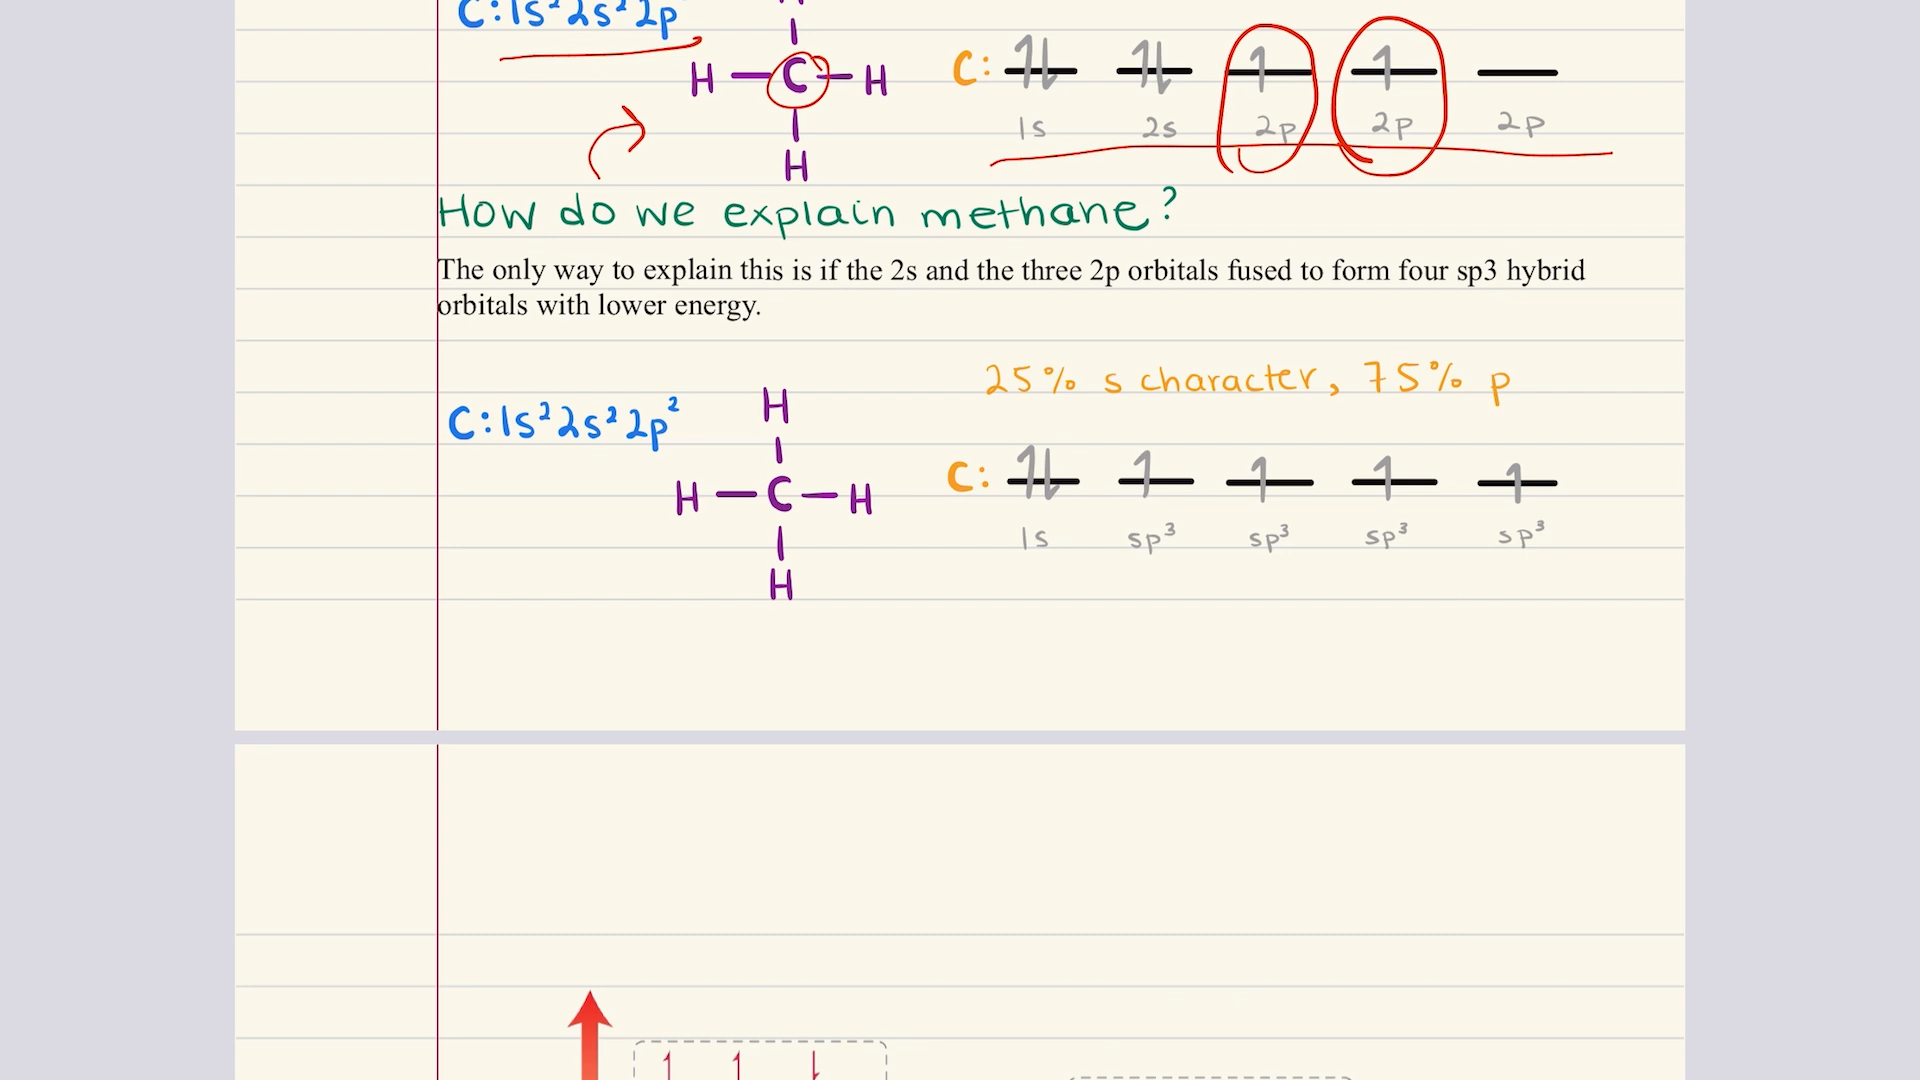 C:1s²2s²2p²
H
H — C — H
H
C:
1s 2s 2p 2p 2p
How do we explain methane?
The only way to explain this is if the 2s and the three 2p orbitals fused to form four sp3 hybrid
orbitals with lower energy.
25% s character, 75% p
C:1s²2s²2p²
H
H — C — H
H
C:
1s sp³ sp³ sp³ sp³